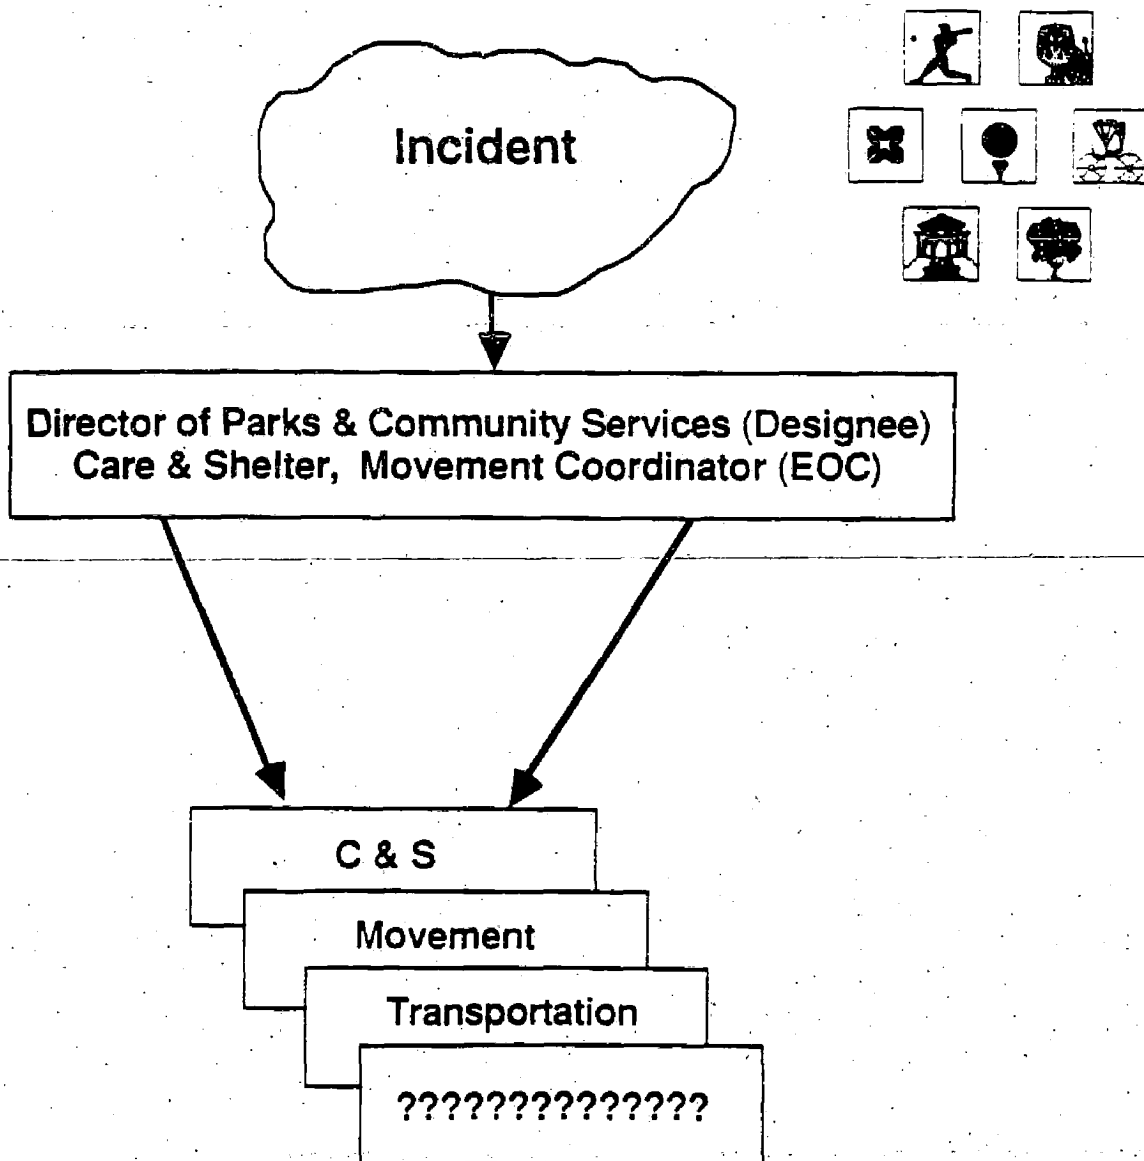 Incident
Director of Parks & Community Services (Designee)
Care & Shelter, Movement Coordinator (EOC)
C & S
Movement
Transportation
??????????????